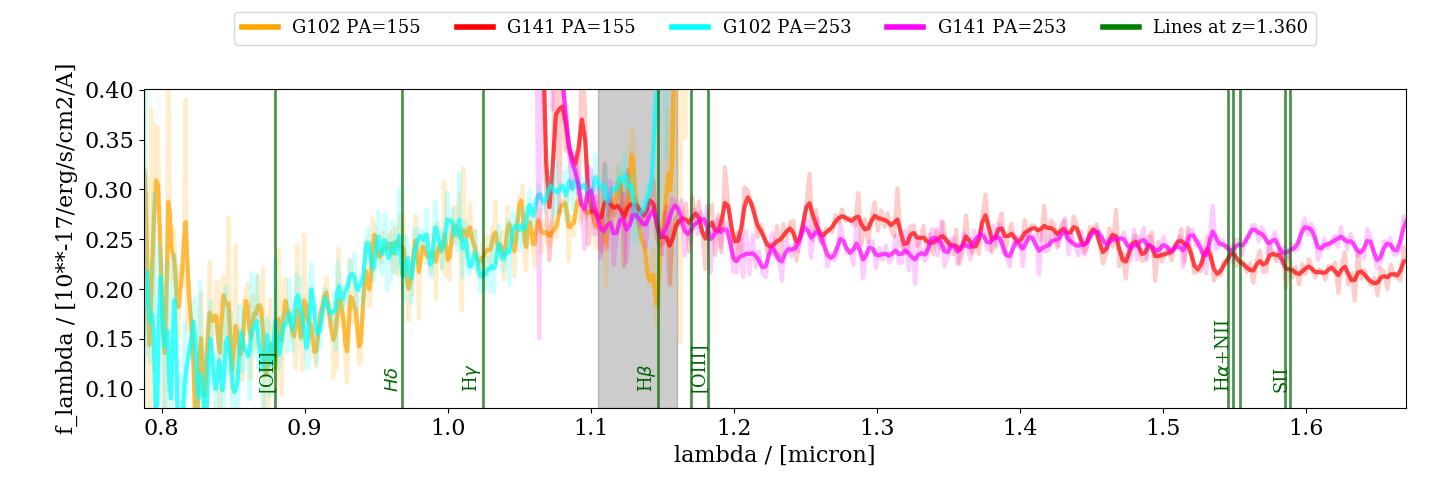 G102 PA=155
G141 PA=155
G102 PA=253
G141 PA=253
Lines at z=1.360
f_lambda / [10**-17/erg/s/cm2/A]
0.40
0.35
0.30
0.25
0.20
0.15
0.10
[OII]
Hδ
Hγ
Hβ
[OIII]
Hα+NII
SII
0.8
0.9
1.0
1.1
1.2
1.3
1.4
1.5
1.6
lambda / [micron]